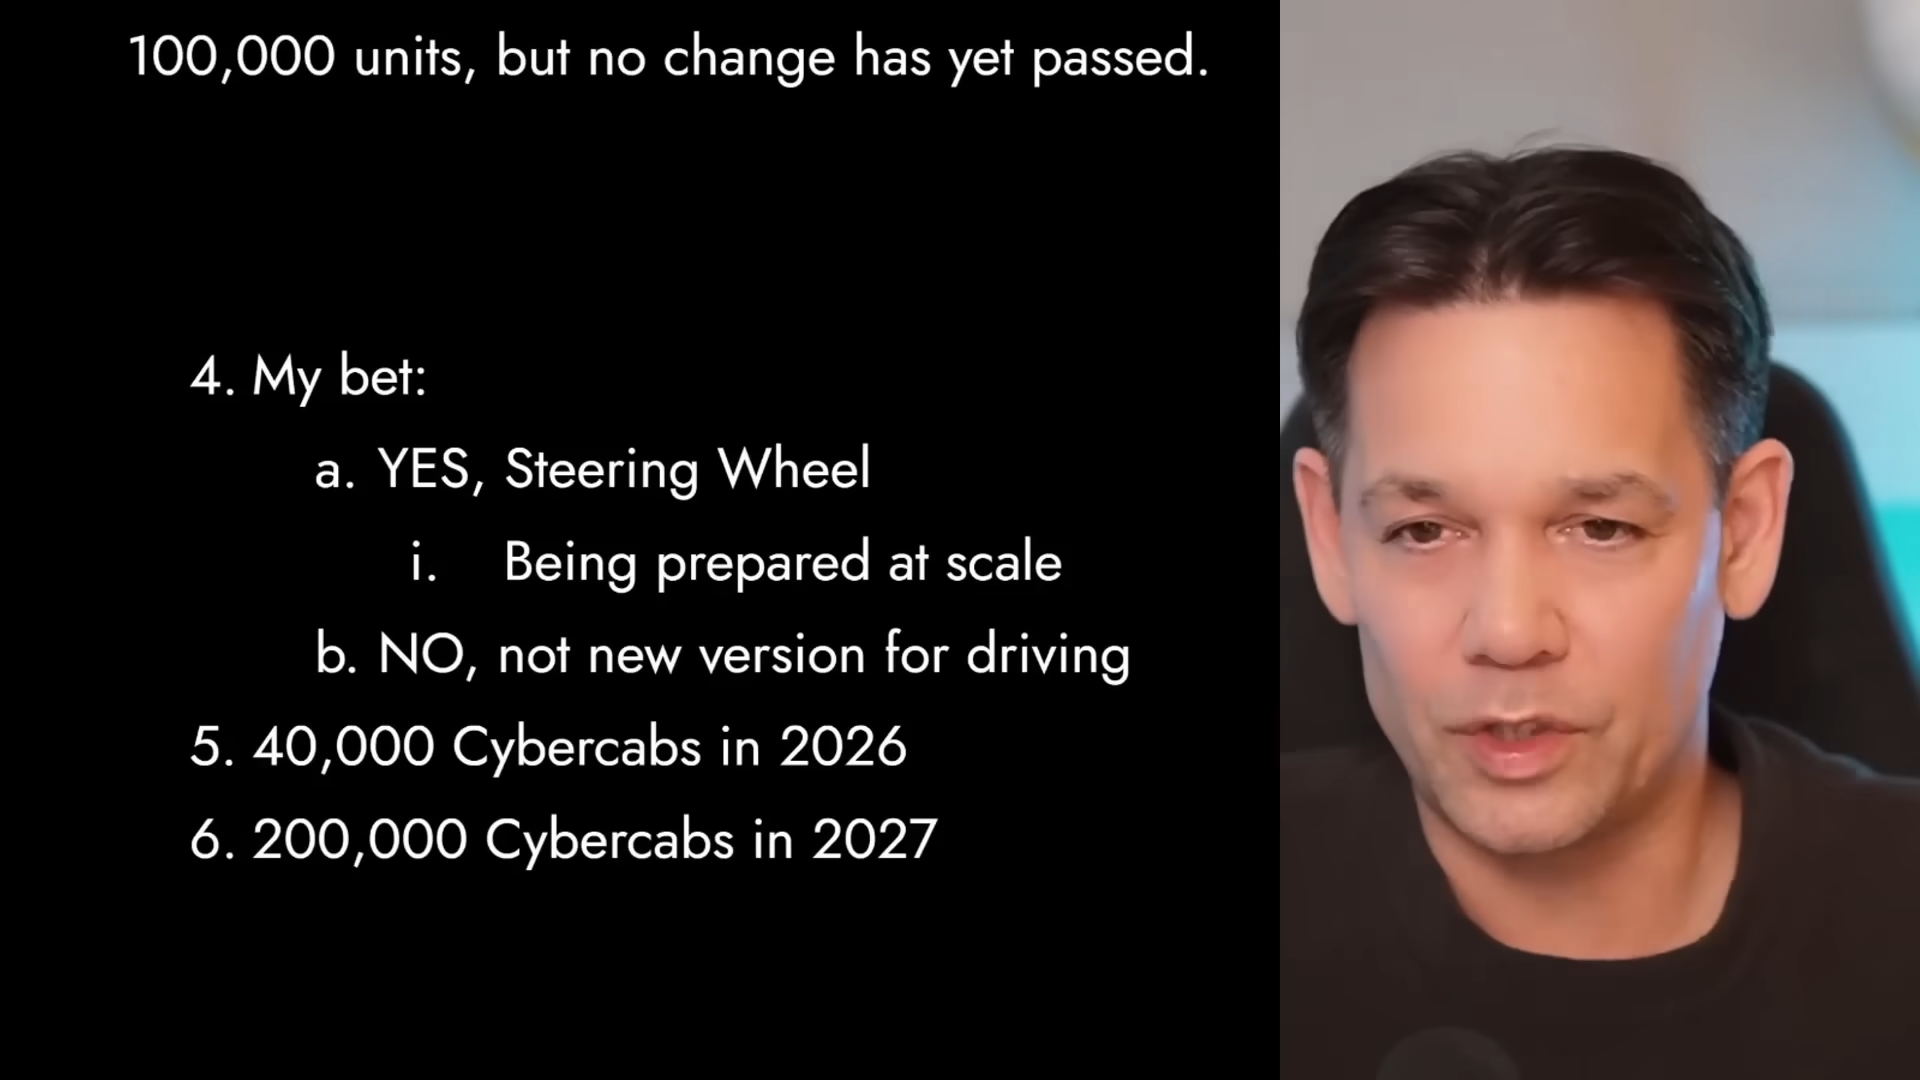 100,000 units, but no change has yet passed.
4. My bet:
a. YES, Steering Wheel
i. Being prepared at scale
b. NO, not new version for driving
5. 40,000 Cybercabs in 2026
6. 200,000 Cybercabs in 2027